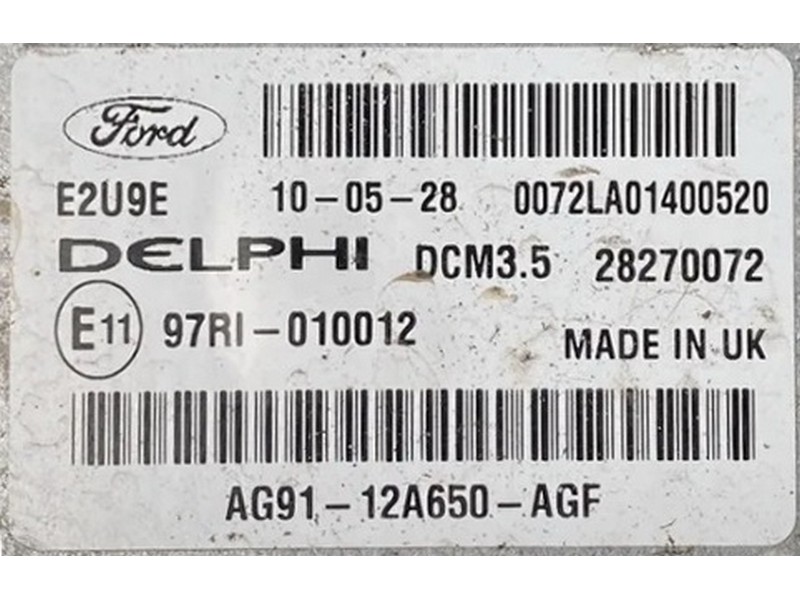 Ford
E2U9E 10-05-28 0072LA01400520
DELPHI DCM3.5 28270072
E11 97RI-010012 MADE IN UK
AG91-12A650-AGF